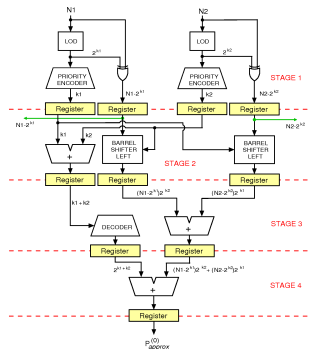 N1 N2
LOD LOD
2^k1 2^k2
PRIORITY ENCODER PRIORITY ENCODER
k1 N1-2^k1 k2 N2-2^k2
STAGE 1
Register Register Register Register
N1-2^k1 N2-2^k2
k1 k2
+ BARREL SHIFTER LEFT BARREL SHIFTER LEFT
STAGE 2
Register Register Register
(N1-2^k1)2^k2 (N2-2^k2)2^k1
k1+k2
DECODER + STAGE 3
Register Register
2^k1+k2 (N1-2^k1)2^k2+(N2-2^k2)2^k1
+ STAGE 4
Register
P^(0)_approx